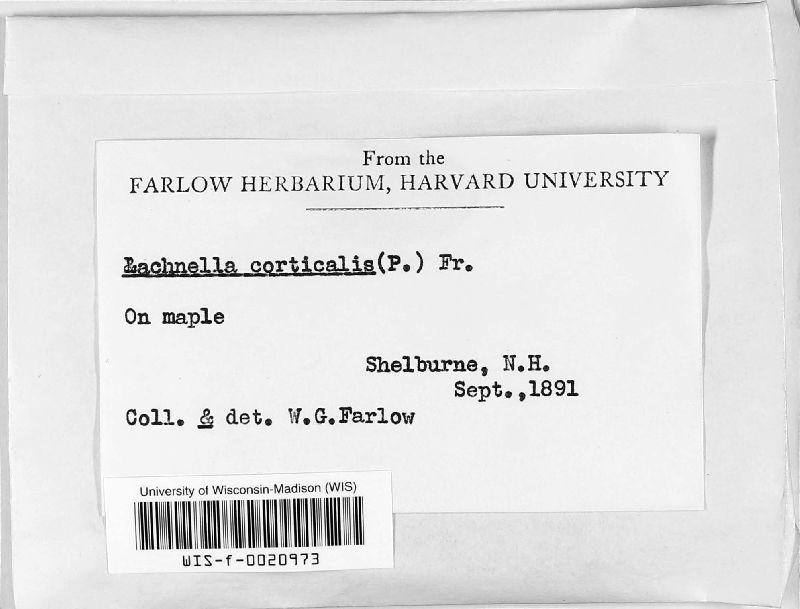 From the
FARLOW HERBARIUM, HARVARD UNIVERSITY
Lachnella corticalis(P.) Fr.
On maple
Shelburne, N.H.
Sept.,1891
Coll. & det. W.G.Farlow
University of Wisconsin-Madison (WIS)
WIS-f-0020973